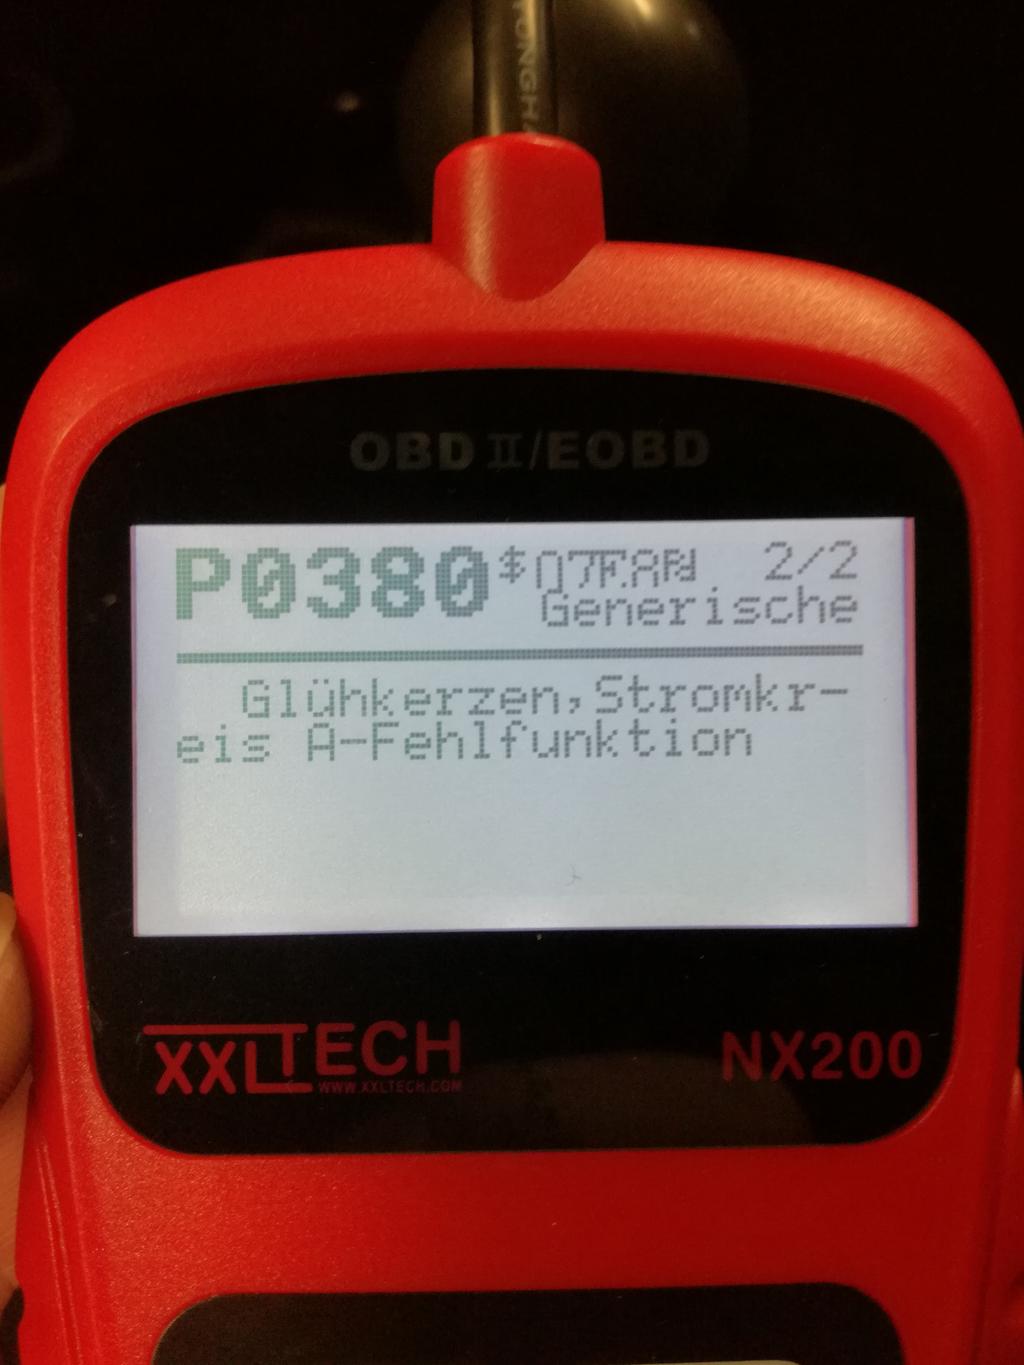 OBD II/EOBD
P0380 $ 2/2
Generische
Glühkerzen,Stromkr-
eis A-Fehlfunktion
XXLTECH
WWW.XXLTECH.COM
NX200